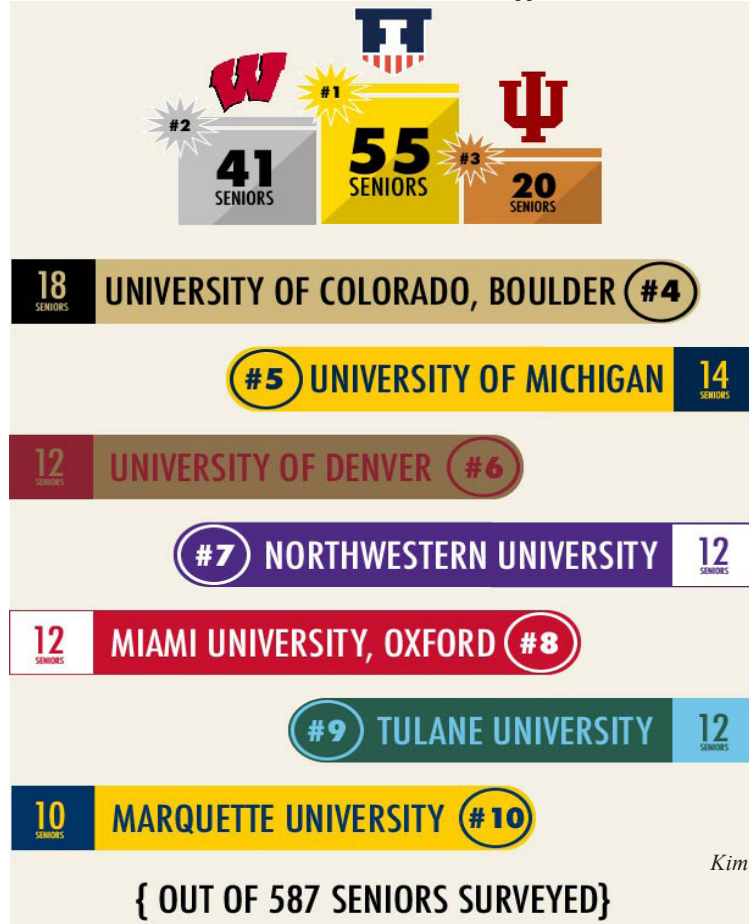 W
I
#1
#2
55
SENIORS
#3
41
SENIORS
20
SENIORS
18
SENIORS
UNIVERSITY OF COLORADO, BOULDER #4
#5 UNIVERSITY OF MICHIGAN
14
SENIORS
12
SENIORS
UNIVERSITY OF DENVER #6
#7 NORTHWESTERN UNIVERSITY
12
SENIORS
12
SENIORS
MIAMI UNIVERSITY, OXFORD #8
#9 TULANE UNIVERSITY
12
SENIORS
10
SENIORS
MARQUETTE UNIVERSITY #10
Kim
{ OUT OF 587 SENIORS SURVEYED}